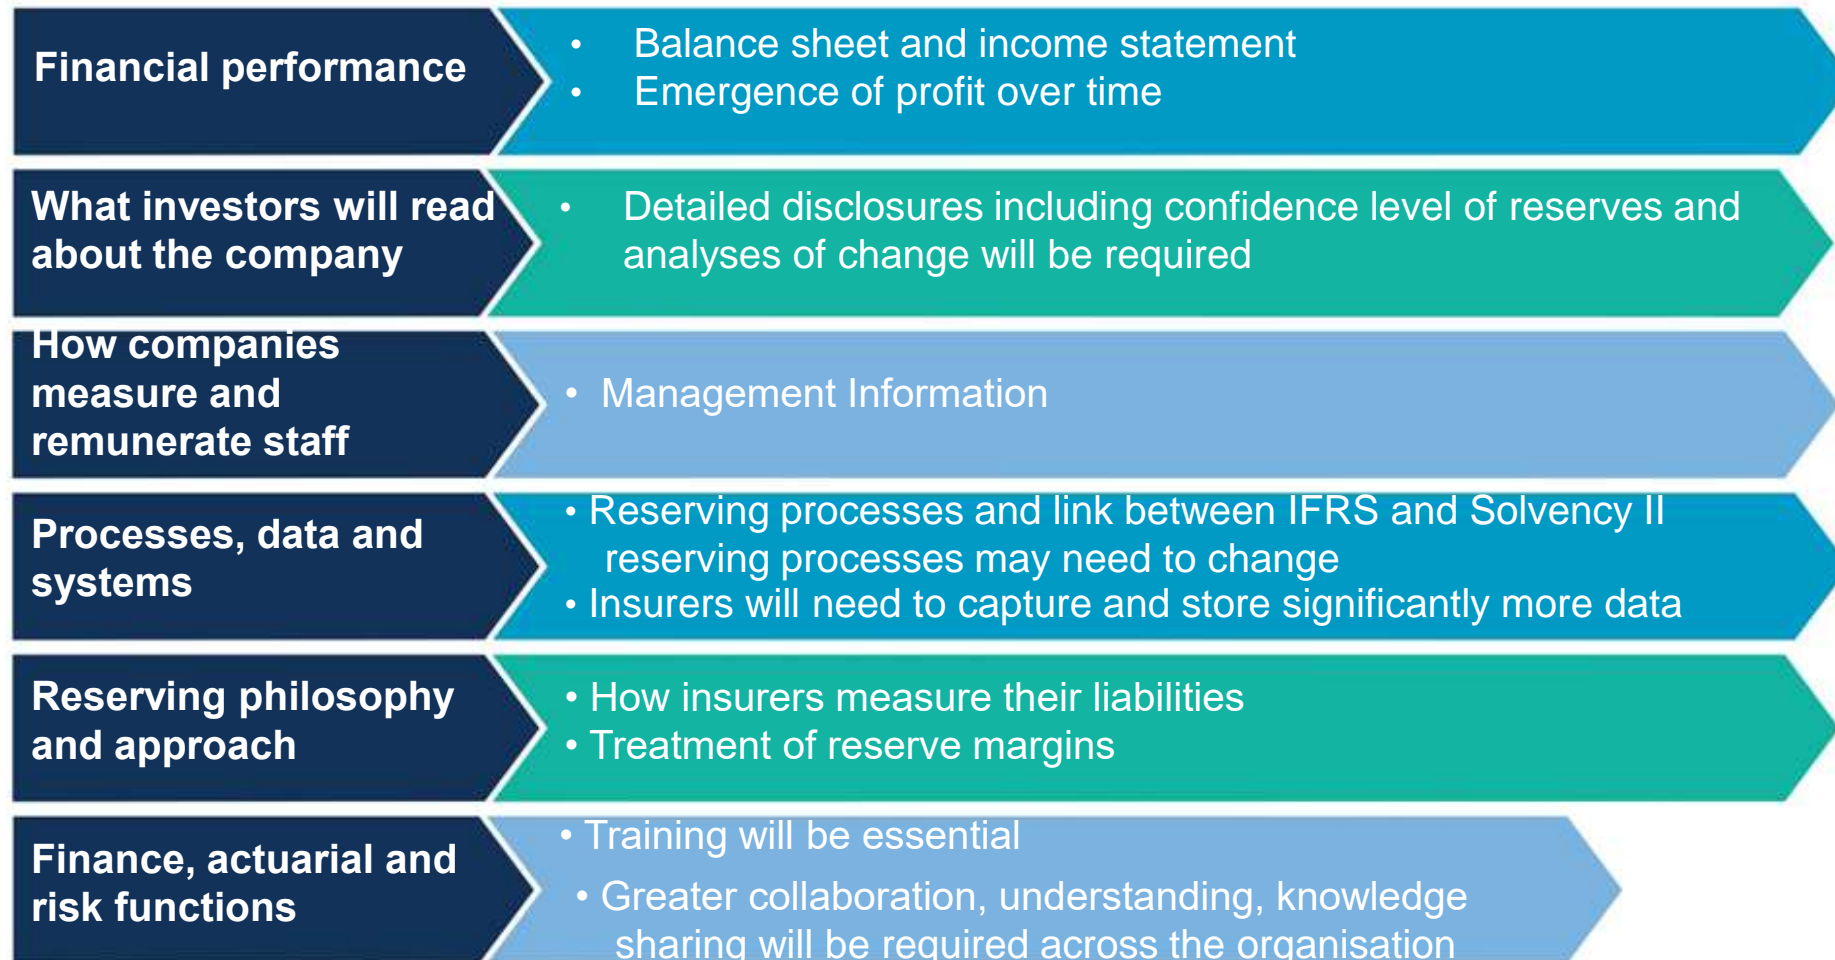 Financial performance
• Balance sheet and income statement
• Emergence of profit over time
What investors will read
about the company
• Detailed disclosures including confidence level of reserves and
analyses of change will be required
How companies
measure and
remunerate staff
• Management Information
Processes, data and
systems
• Reserving processes and link between IFRS and Solvency II
reserving processes may need to change
• Insurers will need to capture and store significantly more data
Reserving philosophy
and approach
• How insurers measure their liabilities
• Treatment of reserve margins
Finance, actuarial and
risk functions
• Training will be essential
• Greater collaboration, understanding, knowledge
sharing will be required across the organisation